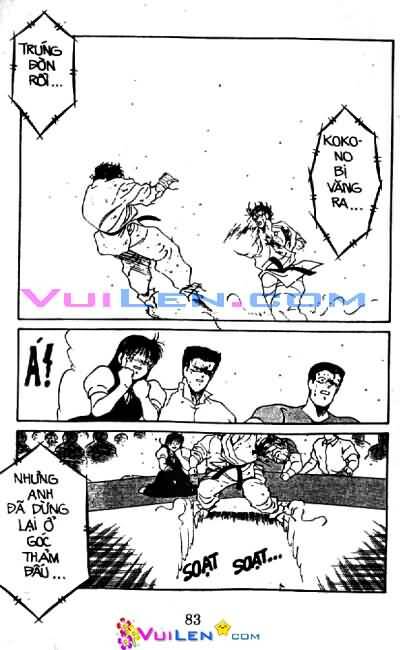 TRÚNG
ĐÒN
RỒI...
KOKO-
NO
BỊ
VĂNG
RA...
VUILEN.COM
Á!
NHƯNG
ANH
ĐÃ DỪNG
LẠI Ở
GÓC
THẢM
ĐẤU...
SOẠT SOẠT...
83
VUILEN
.COM